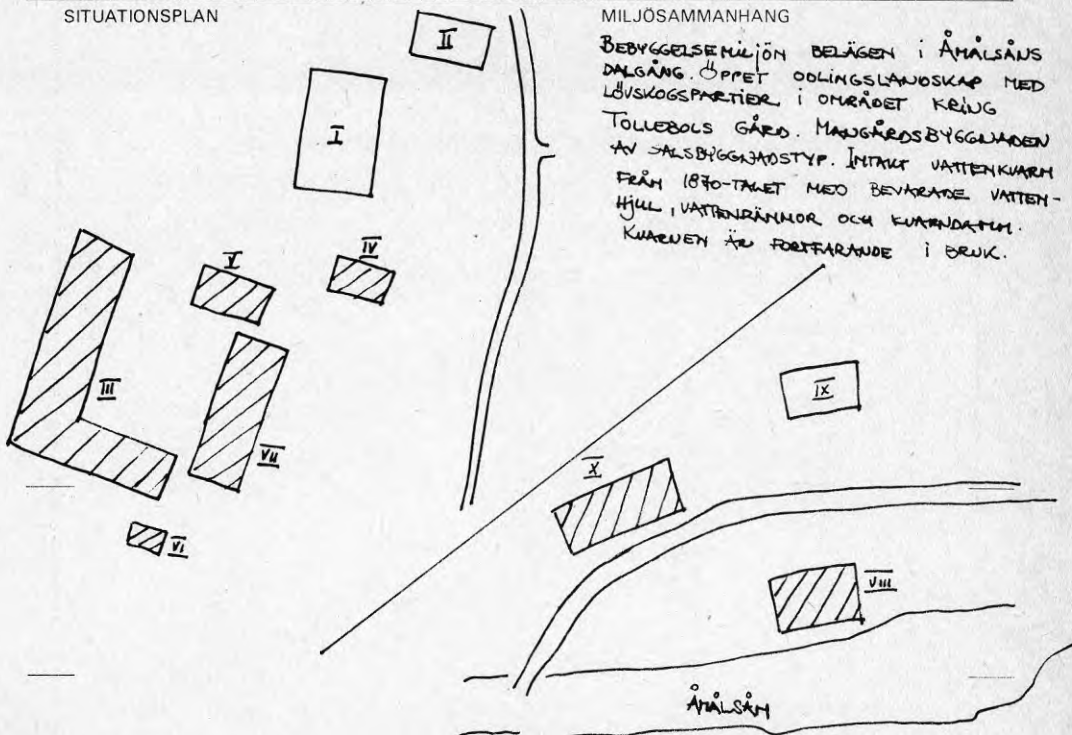 SITUATIONSPLAN
MILJÖSAMMANHANG
BEBYGGELSEMILJÖN BELÄGEN I ÅMÅLSÅNS
DALGÅNG. ÖPPET ODLINGSLANDSKAP MED
LÖVSKOGSPARTIER I OMRÅDET KRING
TOLLEBOLS GÅRD. MANGÅRDSBYGGNADEN
AV SALSBYGGNADSTYP. INTAKT VATTENKVARN
FRÅN 1870-TALET MED BEVARADE VATTEN-
HJUL, VATTENRÄNNOR OCH KVARNDAMM.
KVARNEN ÄR FORTFARANDE I BRUK.
II
I
IV
V
III
VII
VI
IX
X
VIII
ÅMÅLSÅN